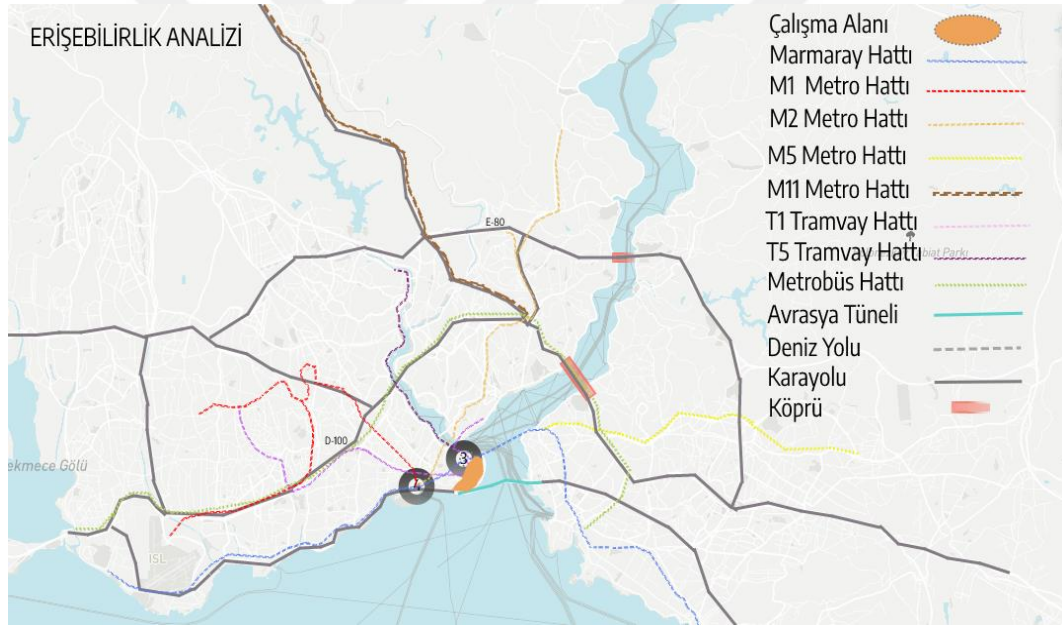 ERİŞEBİLİRLİK ANALİZİ
Çalışma Alanı
Marmaray Hattı
M1 Metro Hattı
M2 Metro Hattı
M5 Metro Hattı
M11 Metro Hattı
T1 Tramvay Hattı
T5 Tramvay Hattı
Metrobüs Hattı
Avrasya Tüneli
Deniz Yolu
Karayolu
Köprü
E-80
biat Parkı
D-100
3
ekmece Gölü
ISL